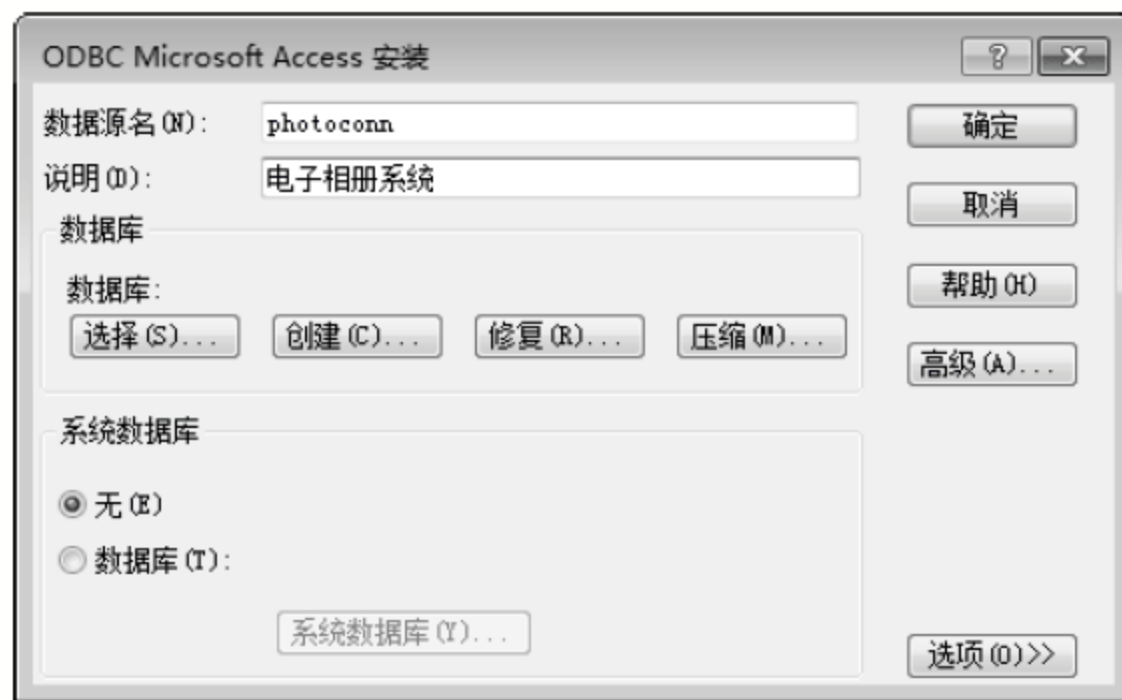 ODBC Microsoft Access 安装
数据源名(N): photoconn
确定
说明(D): 电子相册系统
取消
数据库
数据库:
帮助(H)
选择(S)... 创建(C)... 修复(R)... 压缩(M)...
高级(A)...
系统数据库
无(E)
数据库(T):
系统数据库(Y)...
选项(O)>>